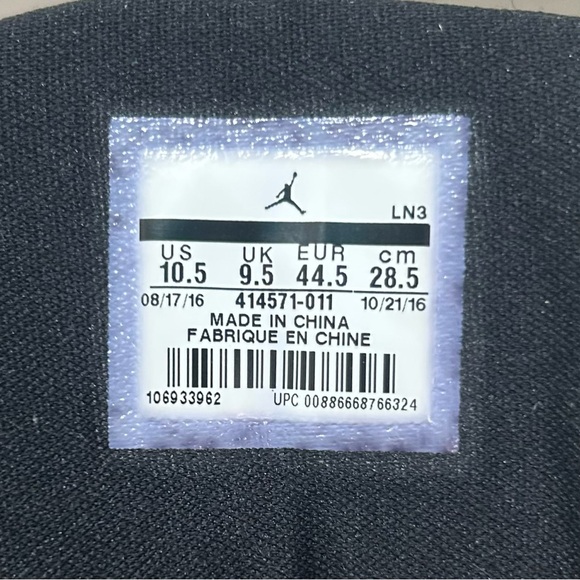 LN3
US UK EUR cm
10.5 9.5 44.5 28.5
08/17/16 414571-011 10/21/16
MADE IN CHINA
FABRIQUE EN CHINE
106933962 UPC 00886668766324